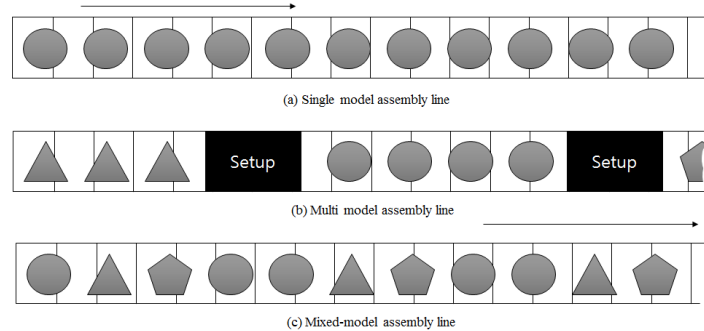 (a) Single model assembly line
Setup
Setup
(b) Multi model assembly line
(c) Mixed-model assembly line